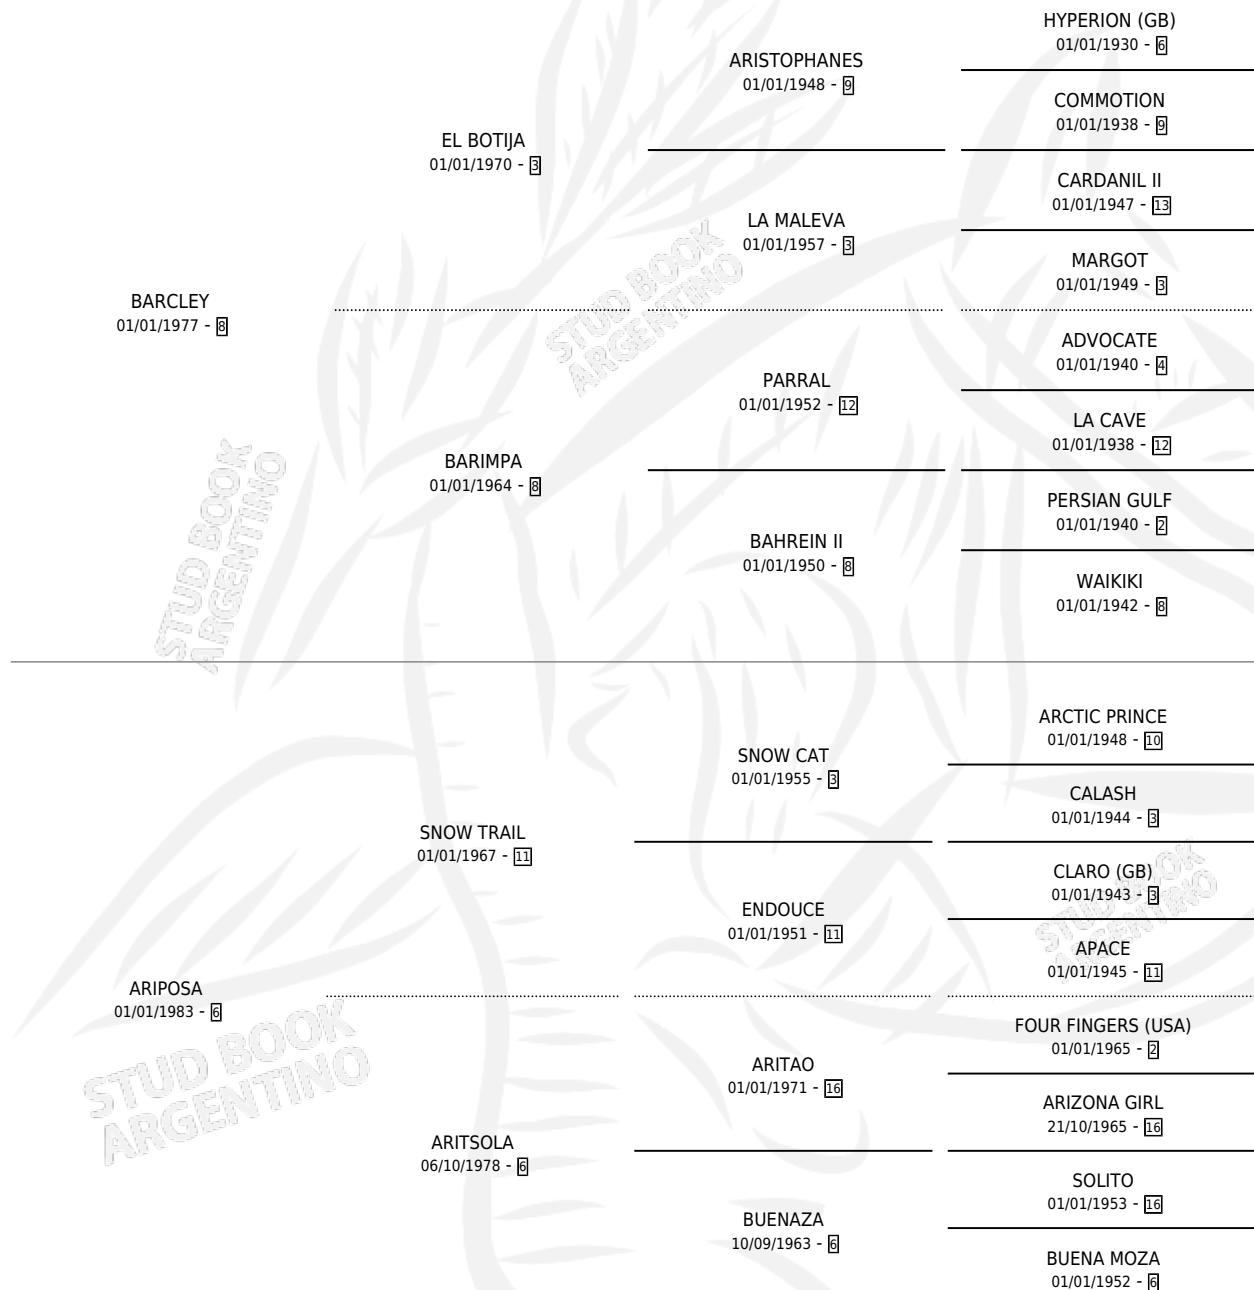 HYPERION (GB)
01/01/1930 - 6
ARISTOPHANES
01/01/1948 - 9
COMMOTION
01/01/1938 - 9
EL BOTIJA
01/01/1970 - 3
CARDANIL II
01/01/1947 - 13
LA MALEVA
01/01/1957 - 3
MARGOT
01/01/1949 - 3
BARCLEY
01/01/1977 - 8
ADVOCATE
01/01/1940 - 4
PARRAL
01/01/1952 - 12
LA CAVE
01/01/1938 - 12
BARIMPA
01/01/1964 - 8
PERSIAN GULF
01/01/1940 - 2
BAHREIN II
01/01/1950 - 8
WAIKIKI
01/01/1942 - 8
STUD BOOK
ARGENTINO
STUD BOOK
ARGENTINO
ARCTIC PRINCE
01/01/1948 - 10
SNOW CAT
01/01/1955 - 3
CALASH
01/01/1944 - 3
SNOW TRAIL
01/01/1967 - 11
CLARO (GB)
01/01/1943 - 3
ENDOUCE
01/01/1951 - 11
APACE
01/01/1945 - 11
ARIPOSA
01/01/1983 - 6
FOUR FINGERS (USA)
01/01/1965 - 2
ARITAO
01/01/1971 - 16
ARIZONA GIRL
21/10/1965 - 16
ARITSOLA
06/10/1978 - 6
SOLITO
01/01/1953 - 16
BUENAZA
10/09/1963 - 6
BUENA MOZA
01/01/1952 - 6
STUD BOOK
ARGENTINO
STUD BOOK
ARGENTINO